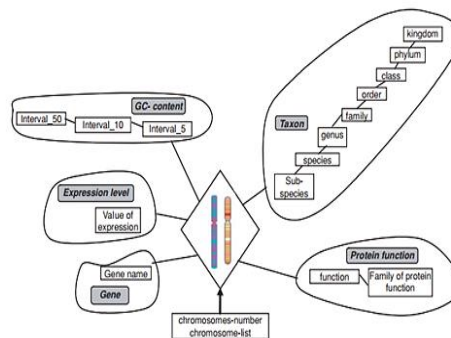 GC- content
Interval_50
Interval_10
Interval_5
Expression level
Value of
expression
Gene name
Gene
Taxon
kingdom
phylum
class
order
family
genus
species
Sub-
species
Protein function
function
Family of protein
function
chromosomes-number
chromosome-list